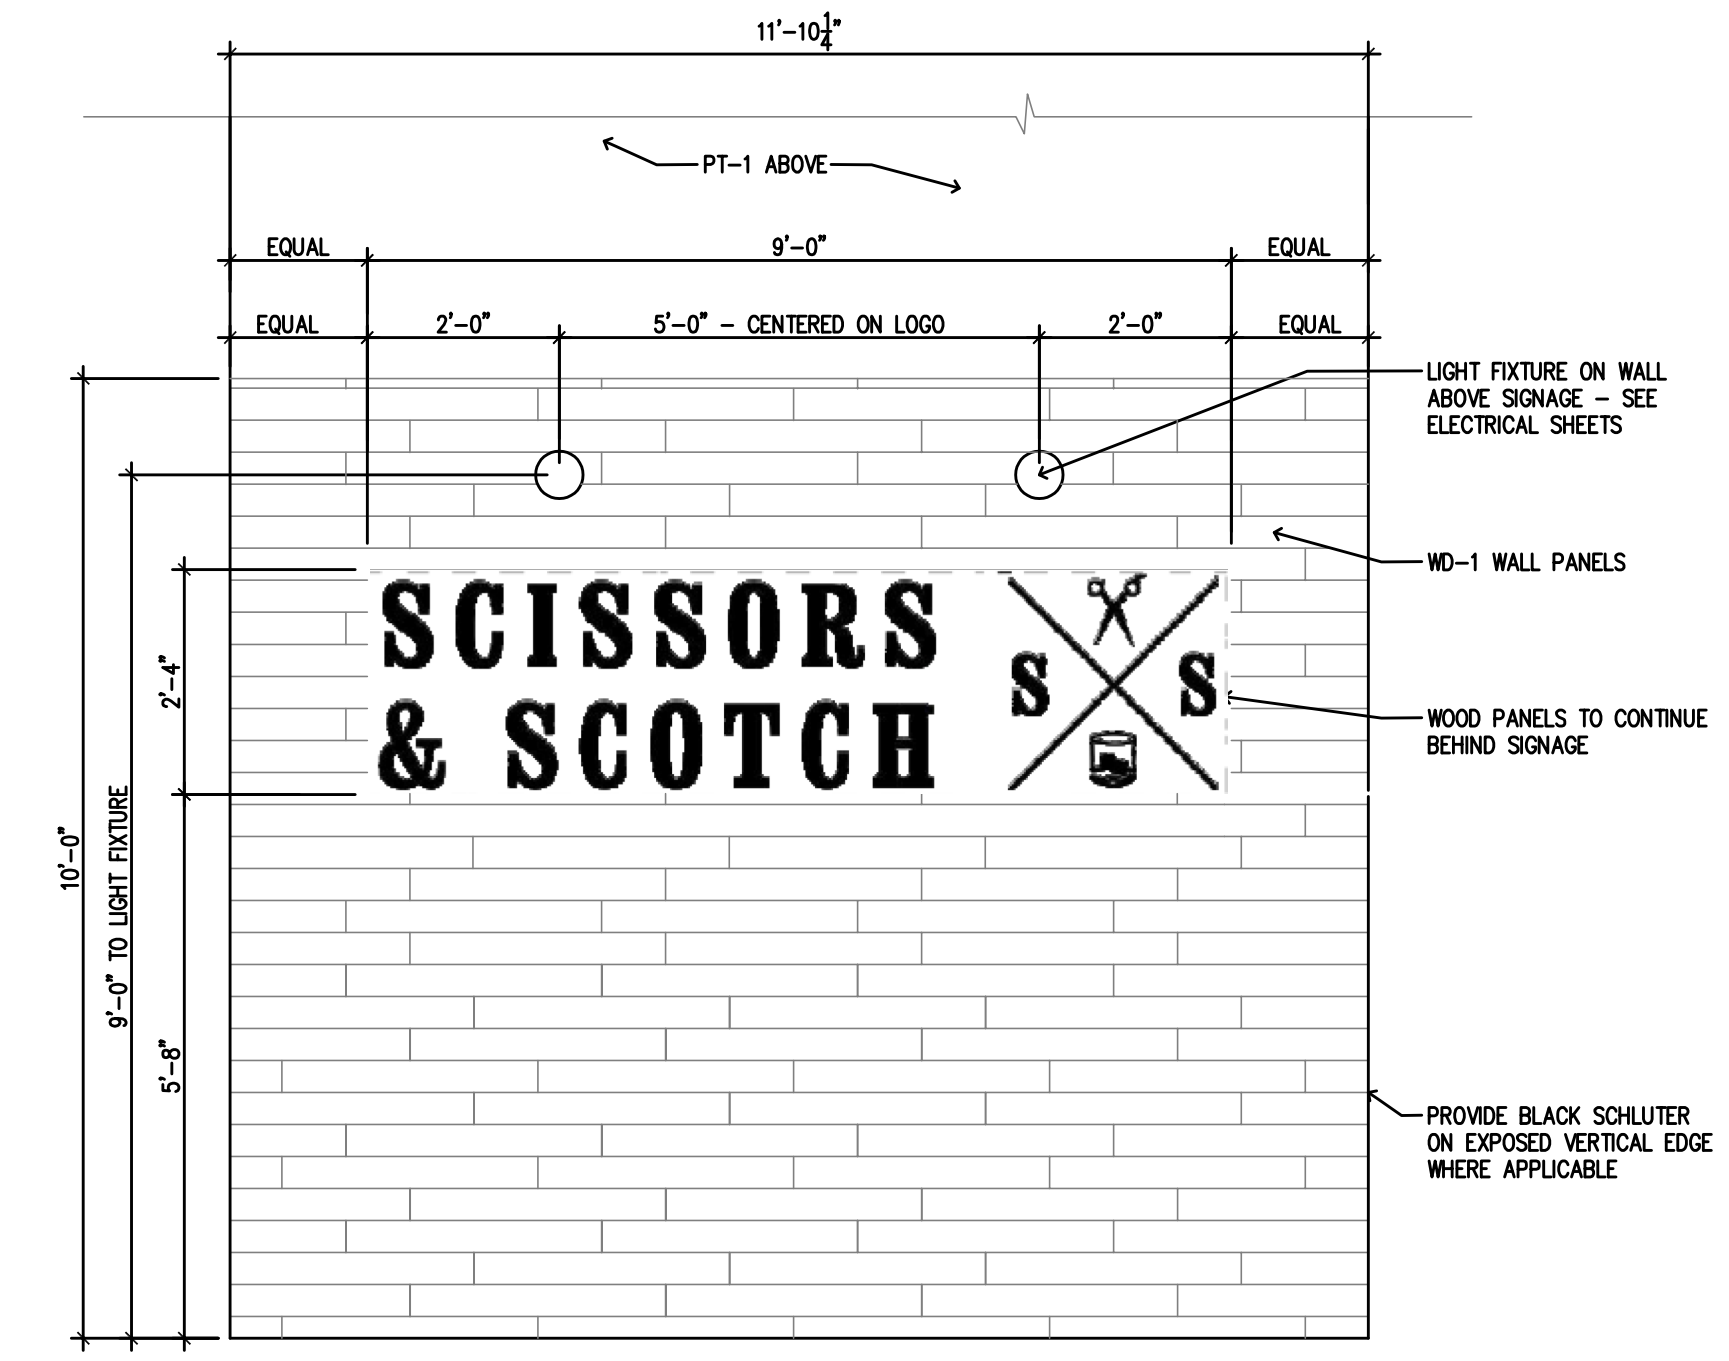 11'-10 1/4"
PT-1 ABOVE
EQUAL
9'-0"
EQUAL
EQUAL
2'-0"
5'-0" - CENTERED ON LOGO
2'-0"
EQUAL
LIGHT FIXTURE ON WALL
ABOVE SIGNAGE - SEE
ELECTRICAL SHEETS
WD-1 WALL PANELS
SCISSORS
& SCOTCH
S S
WOOD PANELS TO CONTINUE
BEHIND SIGNAGE
2'-4"
10'-0"
9'-0" TO LIGHT FIXTURE
5'-8"
PROVIDE BLACK SCHLUTER
ON EXPOSED VERTICAL EDGE
WHERE APPLICABLE